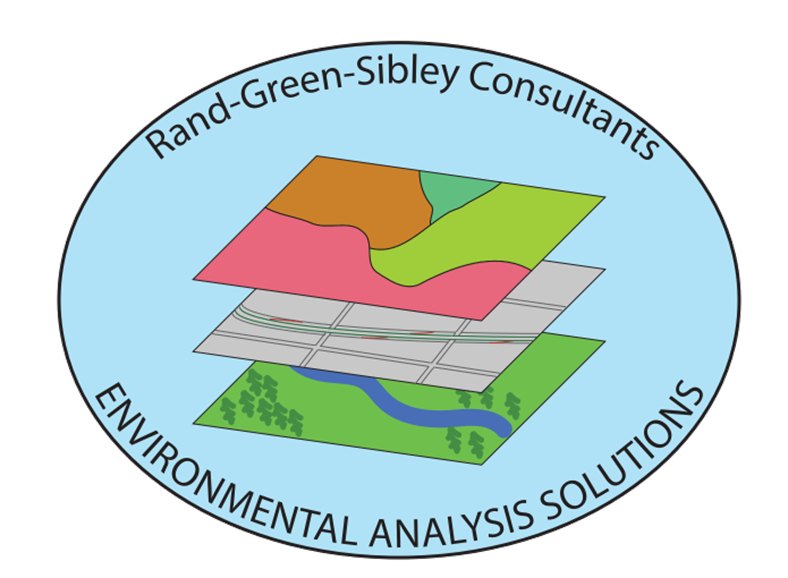 Rand-Green-Sibley Consultants
ENVIRONMENTAL ANALYSIS SOLUTIONS